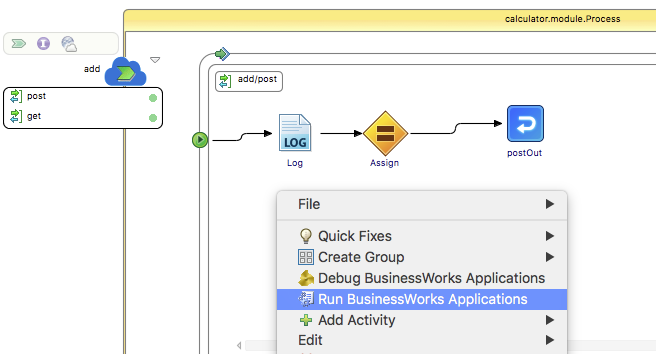 calculator.module.Process
add
post
get
add/post
LOG
Log
Assign
postOut
File
Quick Fixes
Create Group
Debug BusinessWorks Applications
Run BusinessWorks Applications
Add Activity
Edit